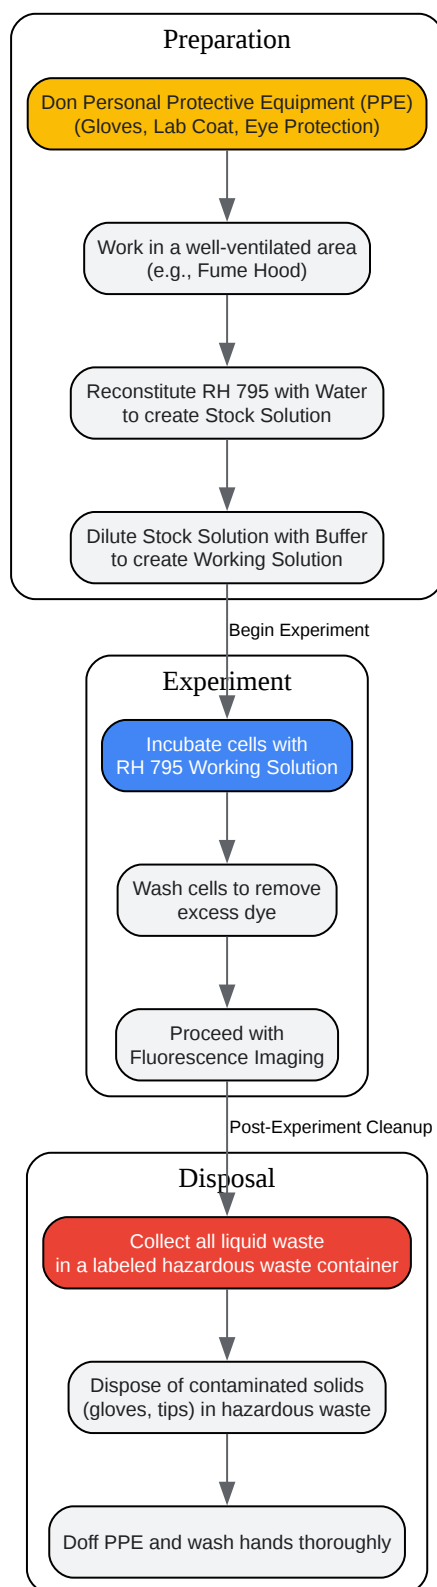 Preparation
Don Personal Protective Equipment (PPE)
(Gloves, Lab Coat, Eye Protection)
Work in a well-ventilated area
(e.g., Fume Hood)
Reconstitute RH 795 with Water
to create Stock Solution
Dilute Stock Solution with Buffer
to create Working Solution
Begin Experiment
Experiment
Incubate cells with
RH 795 Working Solution
Wash cells to remove
excess dye
Proceed with
Fluorescence Imaging
Post-Experiment Cleanup
Disposal
Collect all liquid waste
in a labeled hazardous waste container
Dispose of contaminated solids
(gloves, tips) in hazardous waste
Doff PPE and wash hands thoroughly